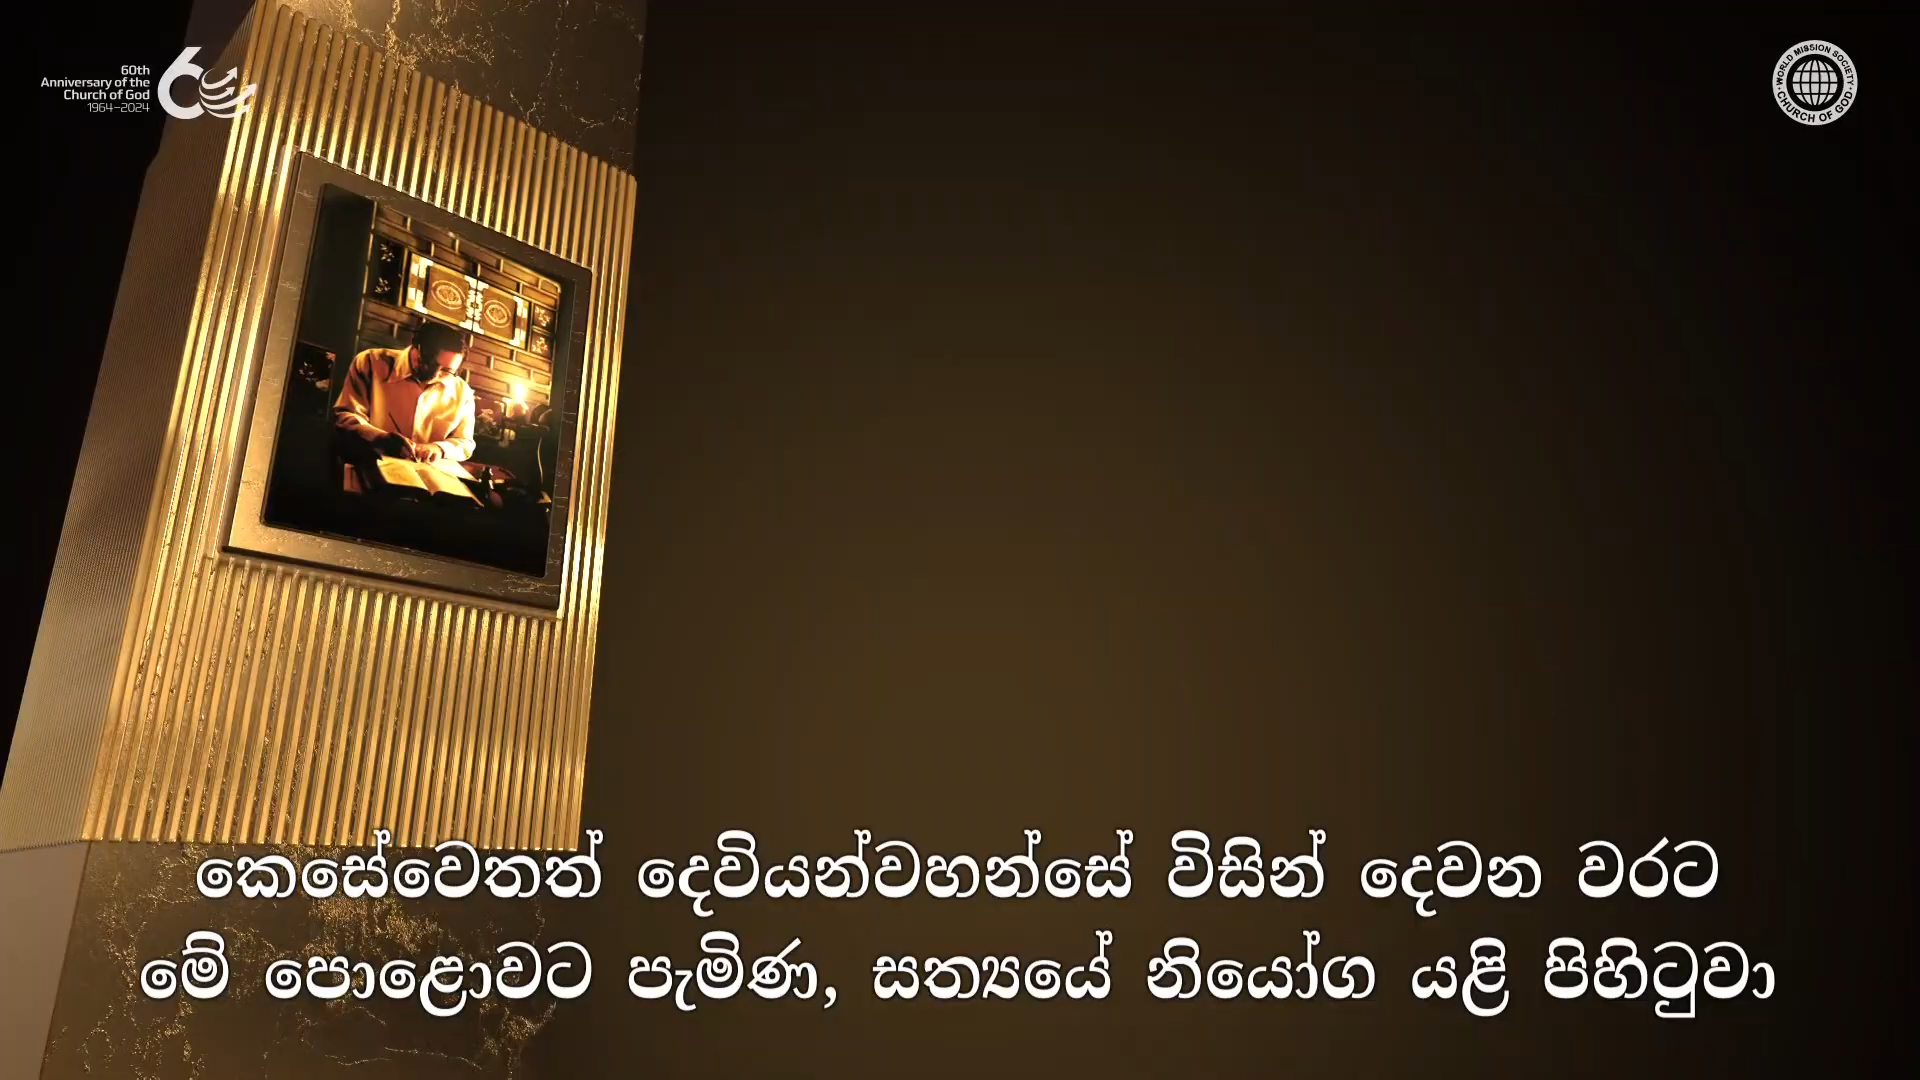 60th
Anniversary of the
Church of God
1964–2024
WORLD MISSION SOCIETY
CHURCH OF GOD
කෙසේවෙතත් දෙවියන්වහන්සේ විසින් දෙවන වරට
මේ පොළොවට පැමිණ, සත්‍යයේ නියෝග යළි පිහිටුවා